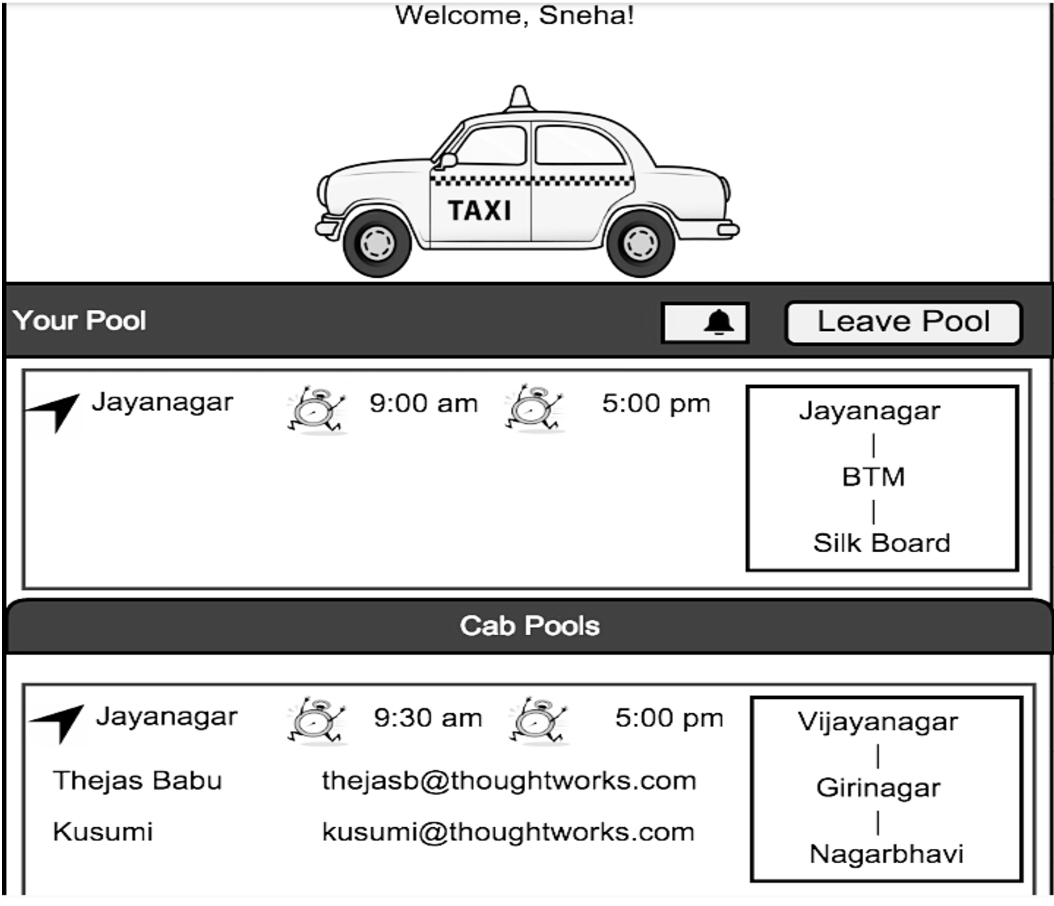 Welcome, Sneha!
TAXI
Your Pool
Leave Pool
Jayanagar 9:00 am 5:00 pm
Jayanagar
|
BTM
|
Silk Board
Cab Pools
Jayanagar 9:30 am 5:00 pm
Thejas Babu thejasb@thoughtworks.com
Kusumi kusumi@thoughtworks.com
Vijayanagar
|
Girinagar
|
Nagarbhavi